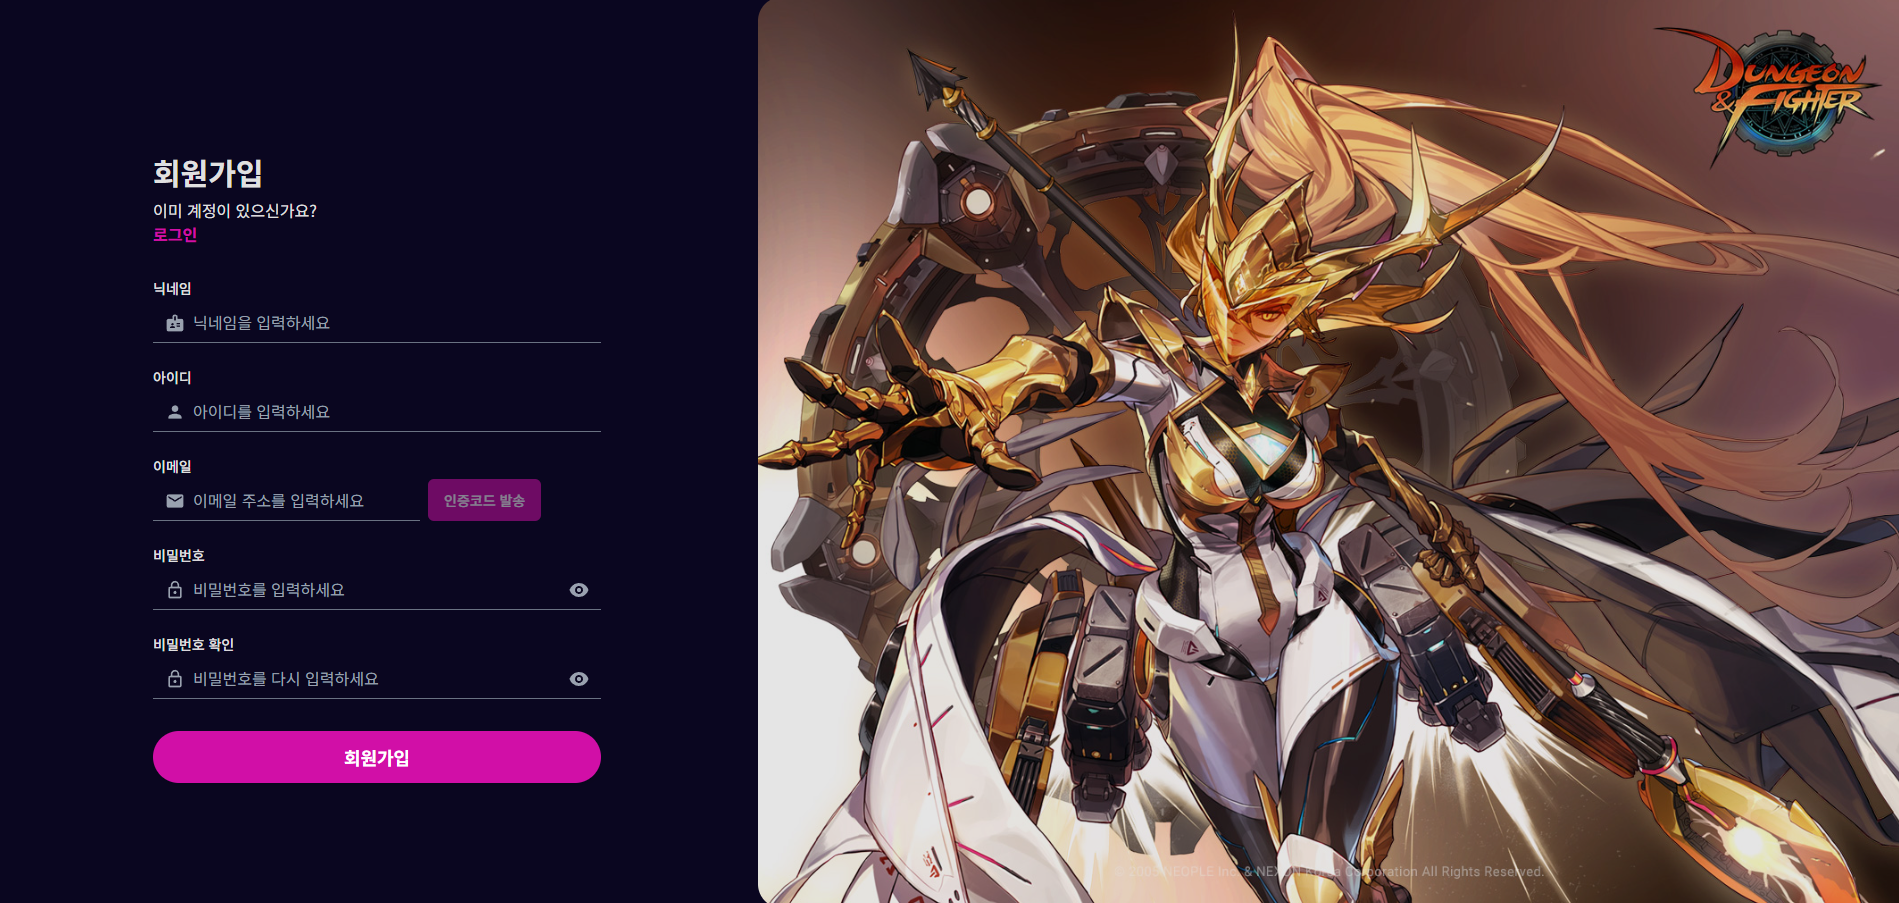 회원가입
이미 계정이 있으신가요?
로그인
닉네임
닉네임을 입력하세요
아이디
아이디를 입력하세요
이메일
이메일 주소를 입력하세요
인증코드 발송
비밀번호
비밀번호를 입력하세요
비밀번호 확인
비밀번호를 다시 입력하세요
회원가입
DUNGEON
&FIGHTER
© 2005 NEOPLE Inc. & NEXON Korea Corporation All Rights Reserved.